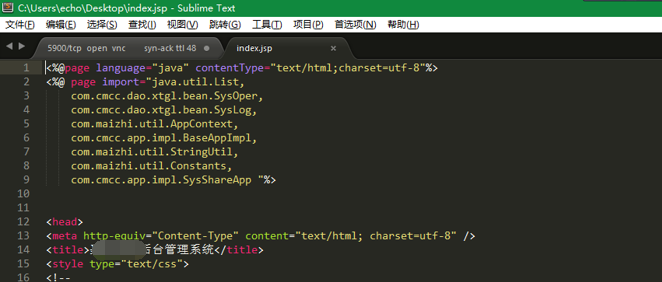 C:\Users\echo\Desktop\index.jsp - Sublime Text
文件(F) 编辑(E) 选择(S) 查找(I) 视图(V) 跳转(G) 工具(T) 项目(P) 首选项(N) 帮助(H)
5900/tcp open vnc syn-ack ttl 48 index.jsp
1 <%@page language="java" contentType="text/html;charset=utf-8"%>
2 <%@ page import="java.util.List,
3 com.cmcc.dao.xtgl.bean.SysOper,
4 com.cmcc.dao.xtgl.bean.SysLog,
5 com.maizhi.util.AppContext,
6 com.cmcc.app.impl.BaseAppImpl,
7 com.maizhi.util.StringUtil,
8 com.maizhi.util.Constants,
9 com.cmcc.app.impl.SysShareApp "%>
10
11
12 <head>
13 <meta http-equiv="Content-Type" content="text/html; charset=utf-8" />
14 <title>后台管理系统</title>
15 <style type="text/css">
16 <!--